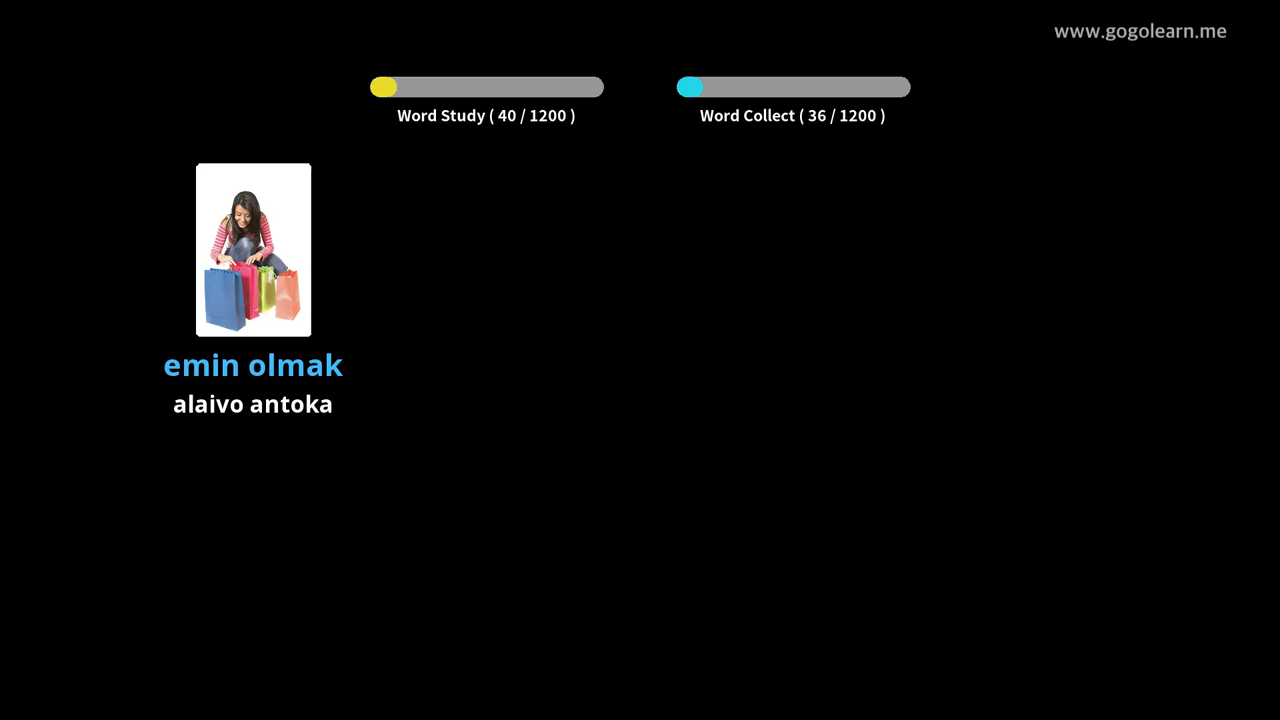 www.gogolearn.me
Word Study ( 40 / 1200 )
Word Collect ( 36 / 1200 )
emin olmak
alaivo antoka